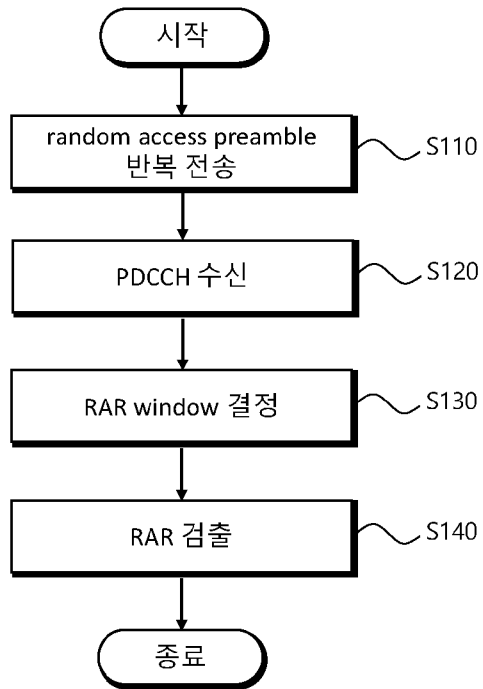 시작
random access preamble
반복 전송
S110
PDCCH 수신
S120
RAR window 결정
S130
RAR 검출
S140
종료